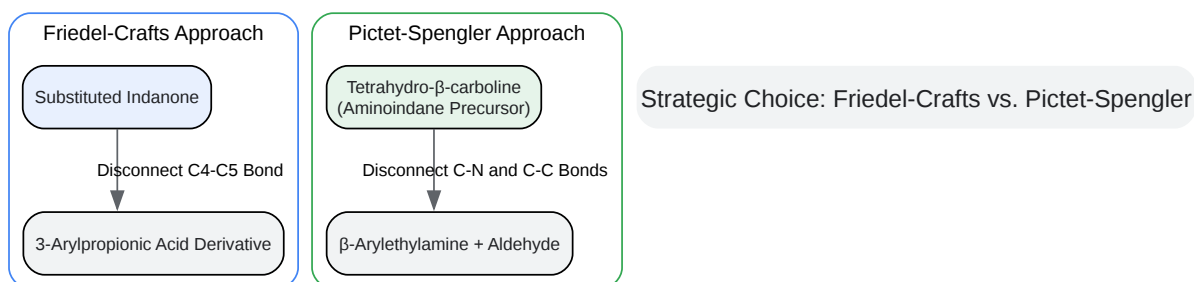 Friedel-Crafts Approach
Substituted Indanone
Disconnect C4-C5 Bond
3-Arylpropionic Acid Derivative
Pictet-Spengler Approach
Tetrahydro-β-carboline
(Aminoindane Precursor)
Disconnect C-N and C-C Bonds
β-Arylethylamine + Aldehyde
Strategic Choice: Friedel-Crafts vs. Pictet-Spengler